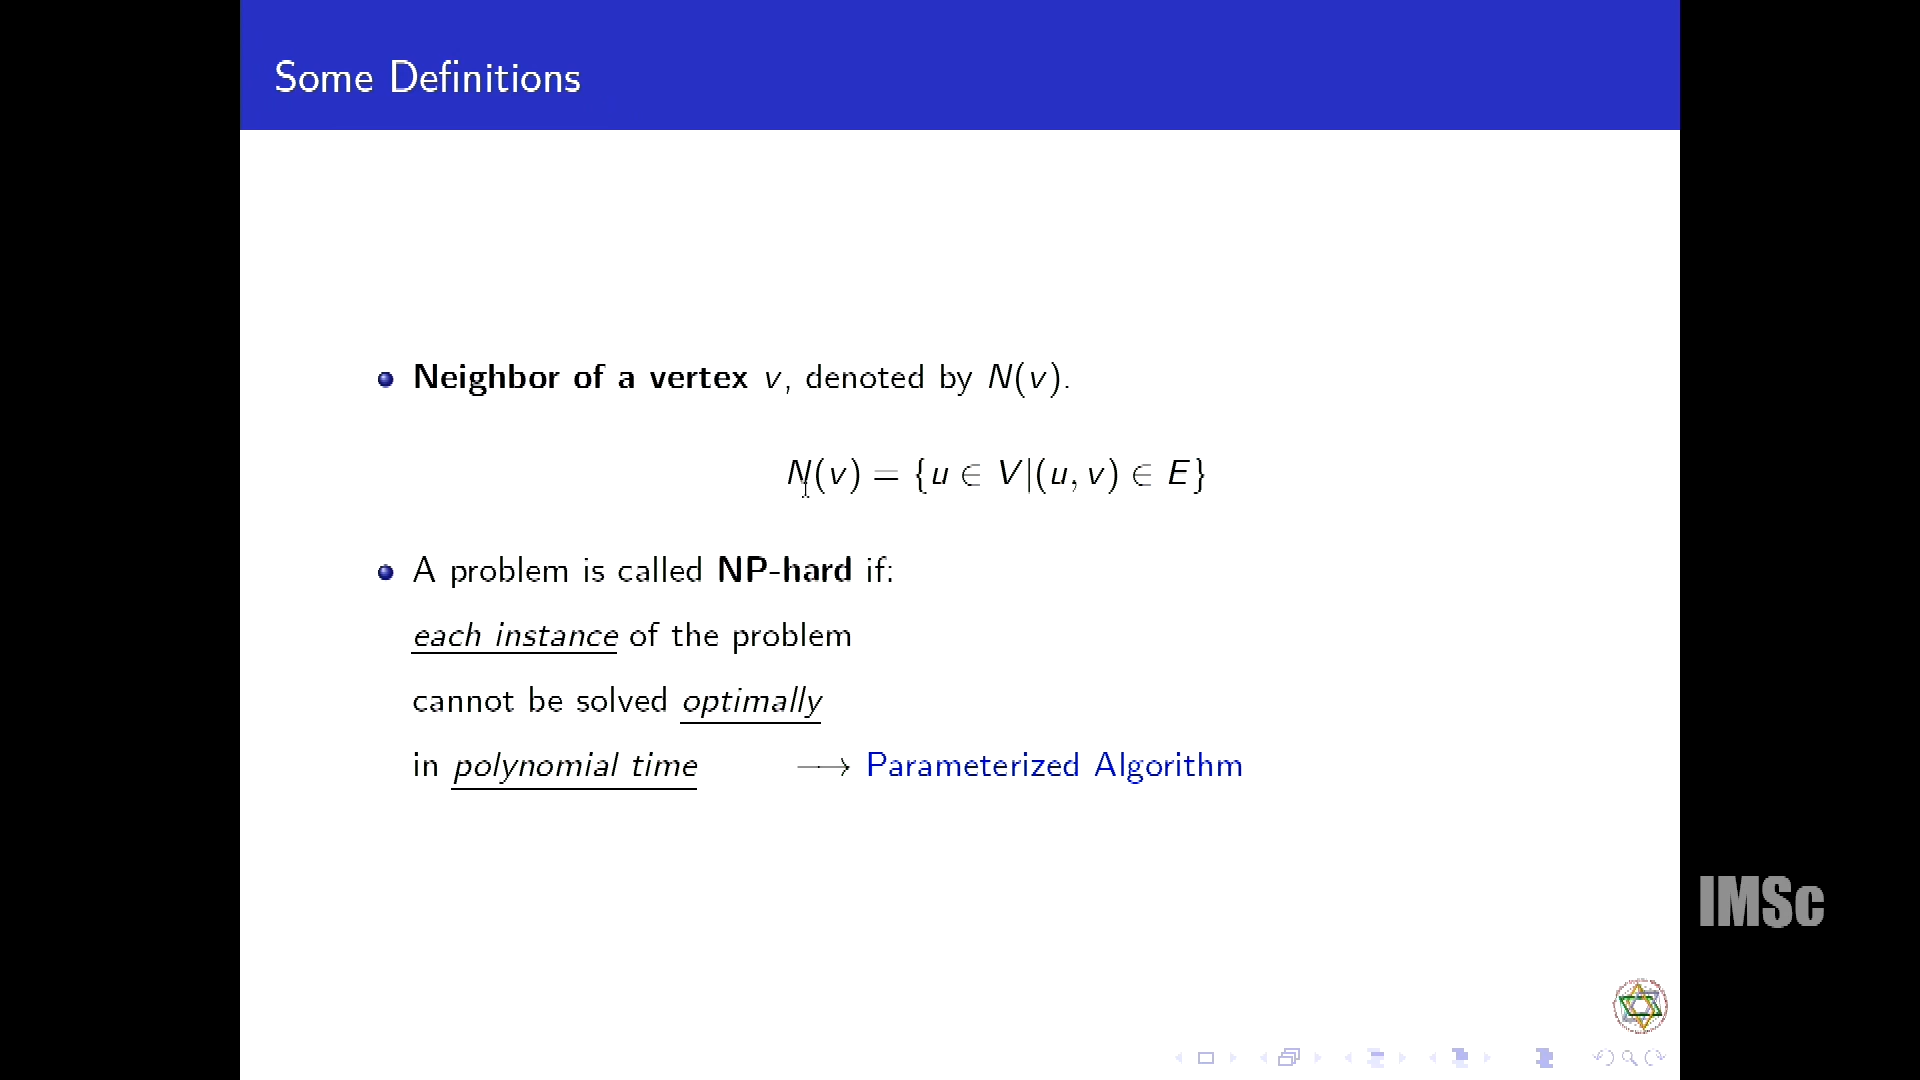 Some Definitions
Neighbor of a vertex v, denoted by N(v).
N(v) = {u ∈ V|(u, v) ∈ E}
A problem is called NP-hard if:
each instance of the problem
cannot be solved optimally
in polynomial time ⟶ Parameterized Algorithm
IMSc